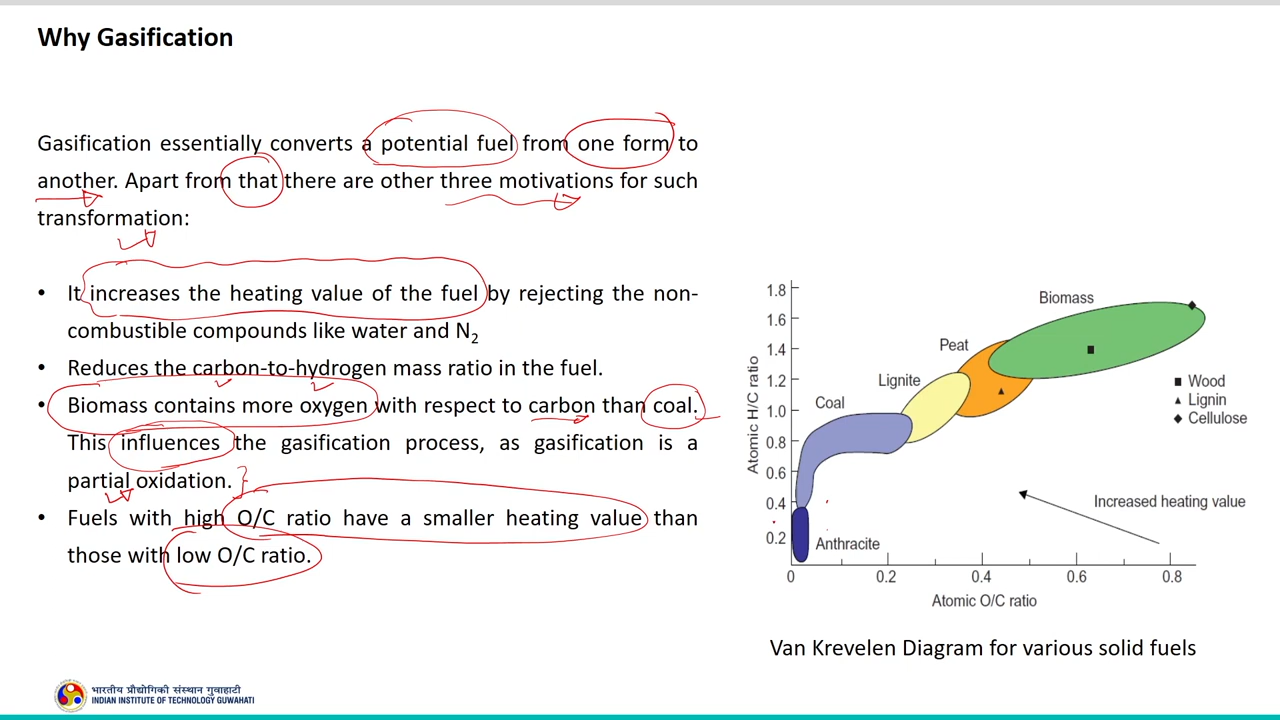 Why Gasification
Gasification essentially converts a potential fuel from one form to
another. Apart from that there are other three motivations for such
transformation:
• It increases the heating value of the fuel by rejecting the non-
combustible compounds like water and N2
• Reduces the carbon-to-hydrogen mass ratio in the fuel.
• Biomass contains more oxygen with respect to carbon than coal.
This influences the gasification process, as gasification is a
partial oxidation.
• Fuels with high O/C ratio have a smaller heating value than
those with low O/C ratio.
Atomic H/C ratio
1.8
1.6
1.4
1.2
1.0
0.8
0.6
0.4
0.2
Biomass
Peat
Lignite
Coal
Anthracite
Wood
Lignin
Cellulose
Increased heating value
0 0.2 0.4 0.6 0.8
Atomic O/C ratio
Van Krevelen Diagram for various solid fuels
भारतीय प्रौद्योगिकी संस्थान गुवाहाटी
INDIAN INSTITUTE OF TECHNOLOGY GUWAHATI